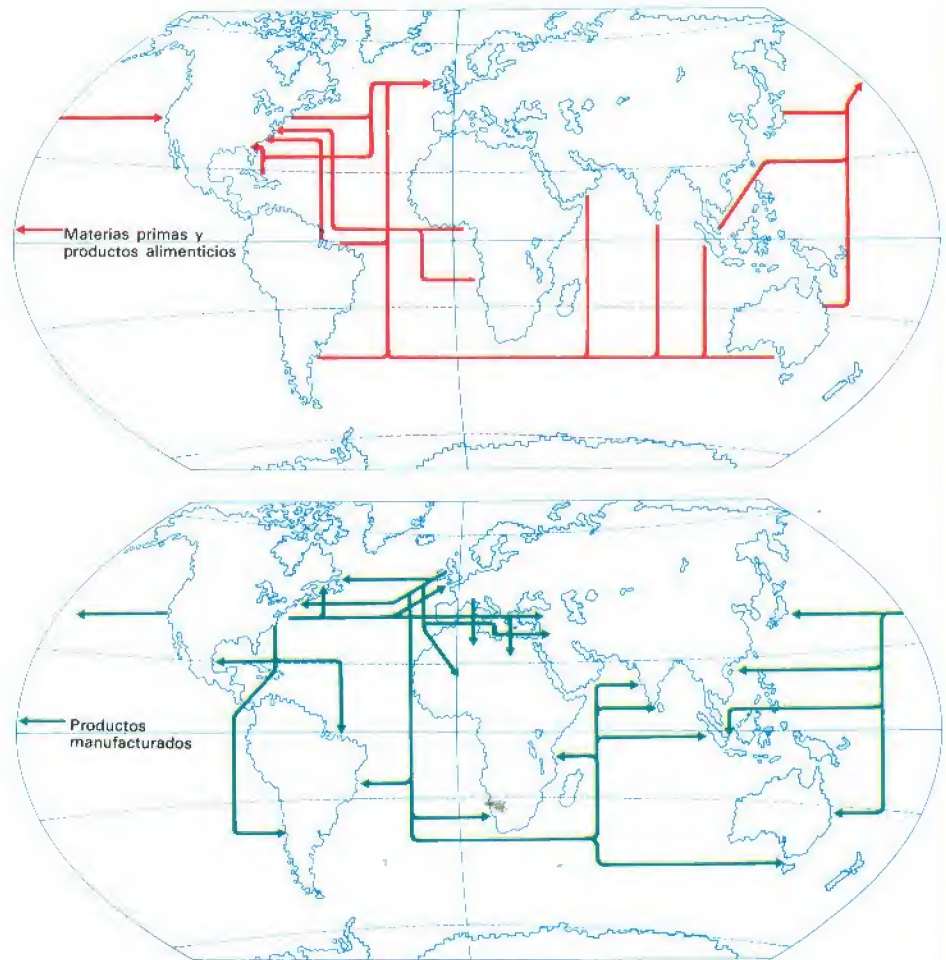 Materias primas y
productos alimenticios
Productos
manufacturados